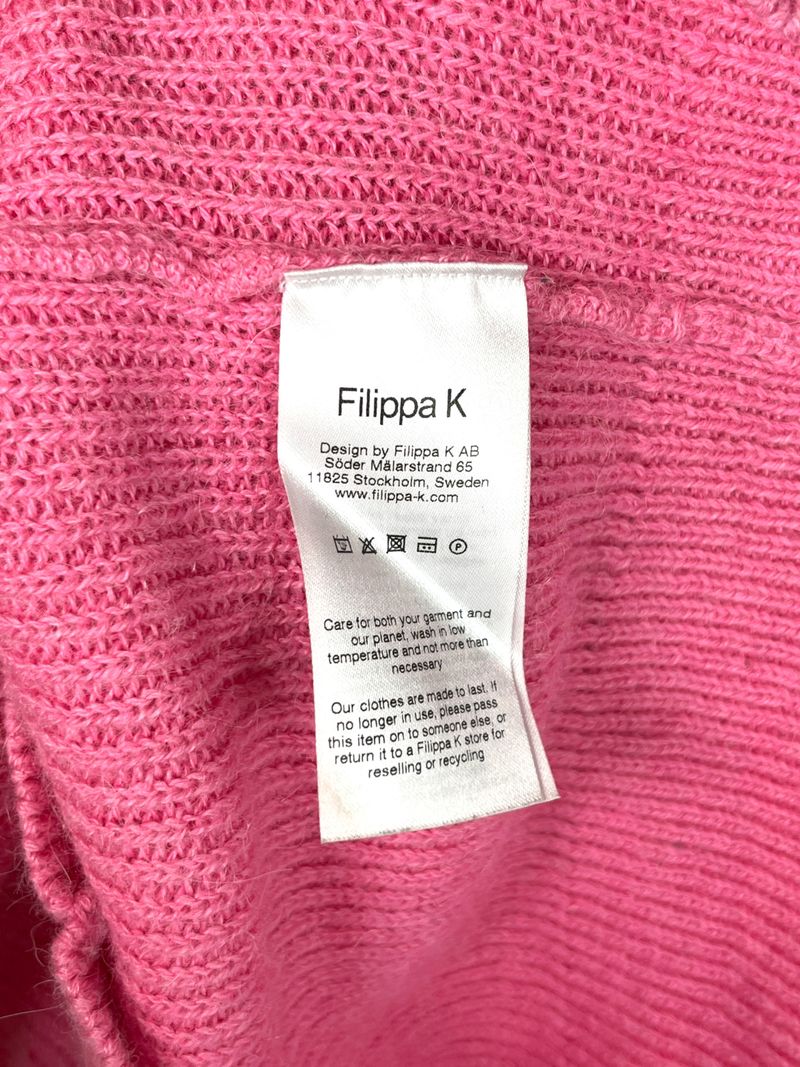 Filippa K
Design by Filippa K AB
Söder Mälarstrand 65
11825 Stockholm, Sweden
www.filippa-k.com
P
Care for both your garment and
our planet, wash in low
temperature and not more than
necessary
Our clothes are made to last. If
no longer in use, please pass
this item on to someone else, or
return it to a Filippa K store for
reselling or recycling